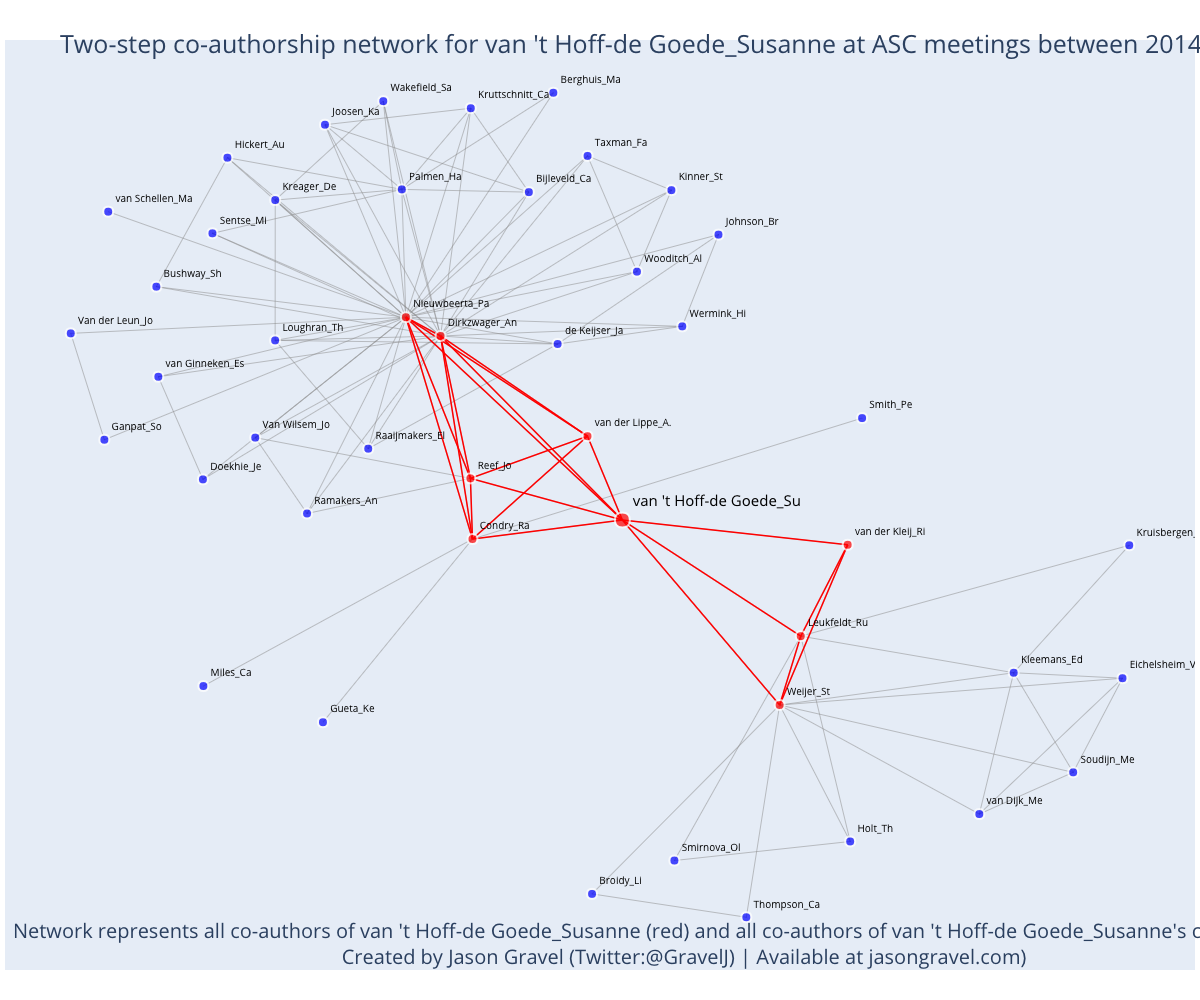 Two-step co-authorship network for van 't Hoff-de Goede_Susanne at ASC meetings between 2014
Berghuis_Ma
Wakefield_Sa
Kruttschnitt_Ca
Joosen_Ka
Hickert_Au
Taxman_Fa
Palmen_Ha
Bijleveld_Ca
Kinner_St
Kreager_De
van Schellen_Ma
Sentse_Mi
Johnson_Br
Wooditch_Al
Bushway_Sh
Nieuwbeerta_Pa
Wermink_Hi
Van der Leun_Jo
Dirkzwager_An
Loughran_Th
de Keijser_Ja
van Ginneken_Es
Smith_Pe
Ganpat_So
Van Wilsem_Jo
van der Lippe_A.
Raaijmakers_El
Doekhie_Je
Reef_Jo
Ramakers_An
van 't Hoff-de Goede_Su
Condry_Ra
van der Kleij_Ri
Kruisbergen_
Leukfeldt_Ru
Kleemans_Ed
Eichelsheim_V
Miles_Ca
Weijer_St
Gueta_Ke
Soudijn_Me
van Dijk_Me
Holt_Th
Smirnova_Ol
Broidy_Li
Thompson_Ca
Network represents all co-authors of van 't Hoff-de Goede_Susanne (red) and all co-authors of van 't Hoff-de Goede_Susanne's c
Created by Jason Gravel (Twitter:@GravelJ) | Available at jasongravel.com)